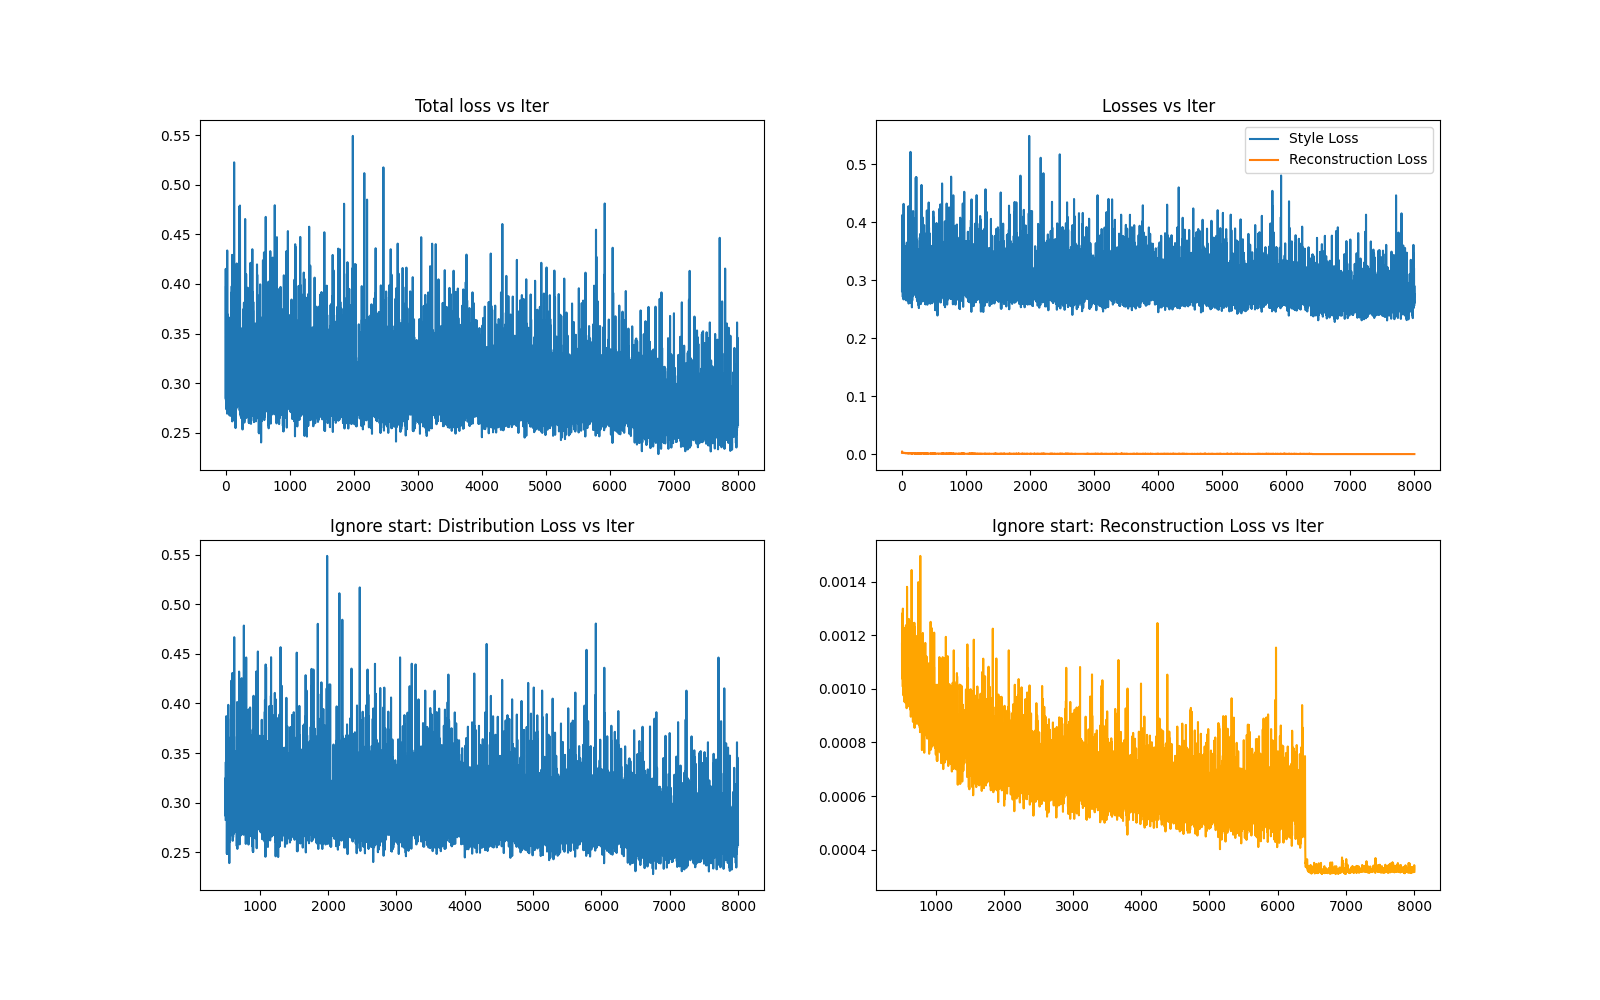 Total loss vs Iter
0.55
0.50
0.45
0.40
0.35
0.30
0.25
0 1000 2000 3000 4000 5000 6000 7000 8000
Losses vs Iter
Style Loss
Reconstruction Loss
0.5
0.4
0.3
0.2
0.1
0.0
0 1000 2000 3000 4000 5000 6000 7000 8000
Ignore start: Distribution Loss vs Iter
0.55
0.50
0.45
0.40
0.35
0.30
0.25
1000 2000 3000 4000 5000 6000 7000 8000
Ignore start: Reconstruction Loss vs Iter
0.0014
0.0012
0.0010
0.0008
0.0006
0.0004
1000 2000 3000 4000 5000 6000 7000 8000